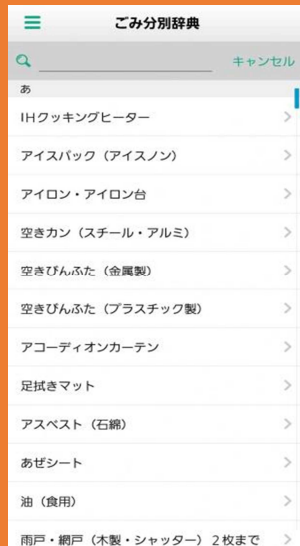 ごみ分別辞典
キャンセル
あ
IHクッキングヒーター
アイスパック（アイスノン）
アイロン・アイロン台
空きカン（スチール・アルミ）
空きびんふた（金属製）
空きびんふた（プラスチック製）
アコーディオンカーテン
足拭きマット
アスベスト（石綿）
あぜシート
油（食用）
雨戸・網戸（木製・シャッター）２枚まで